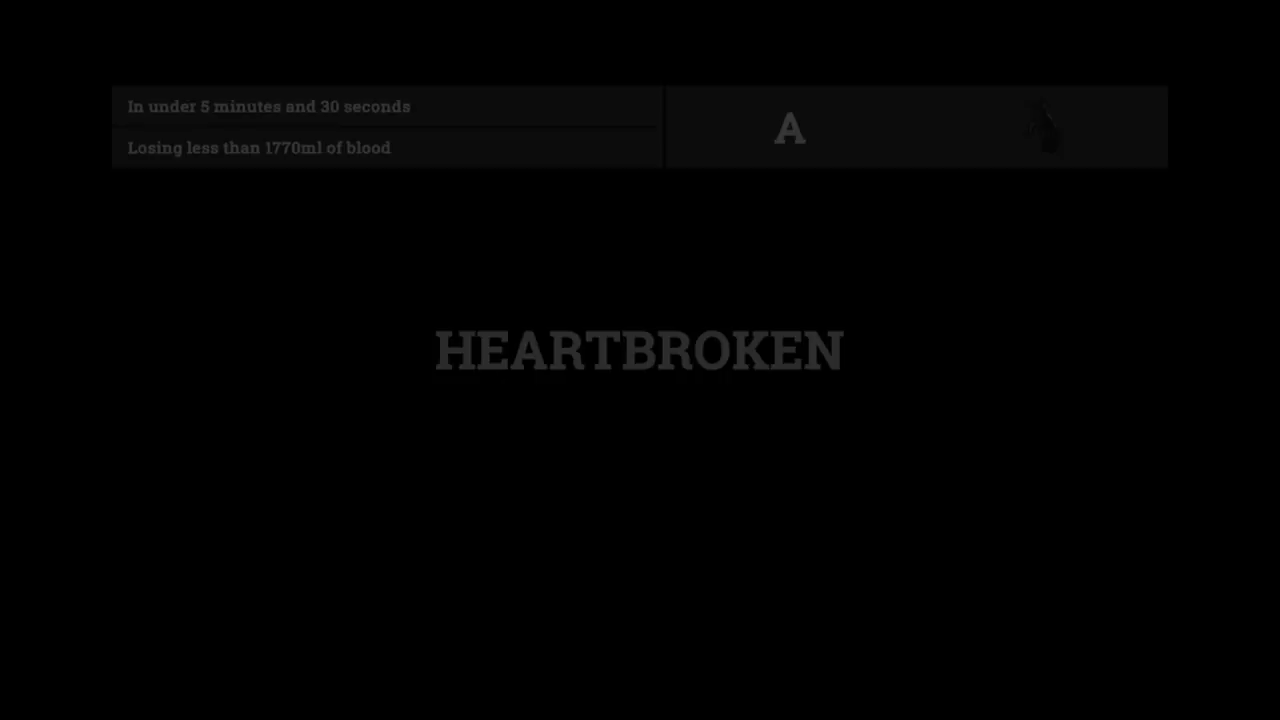 In under 5 minutes and 30 seconds
Losing less than 1770ml of blood
A
HEARTBROKEN